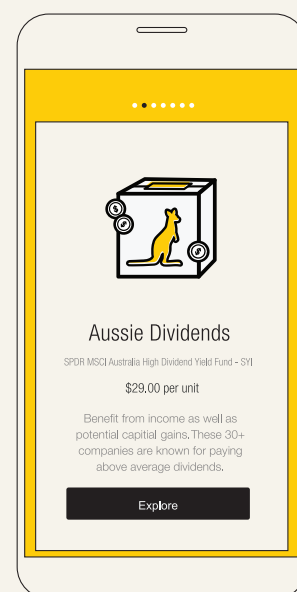 Aussie Dividends
SPDR MSCI Australia High Dividend Yield Fund - SYI
$29.00 per unit
Benefit from income as well as
potential capitial gains. These 30+
companies are known for paying
above average dividends.
Explore